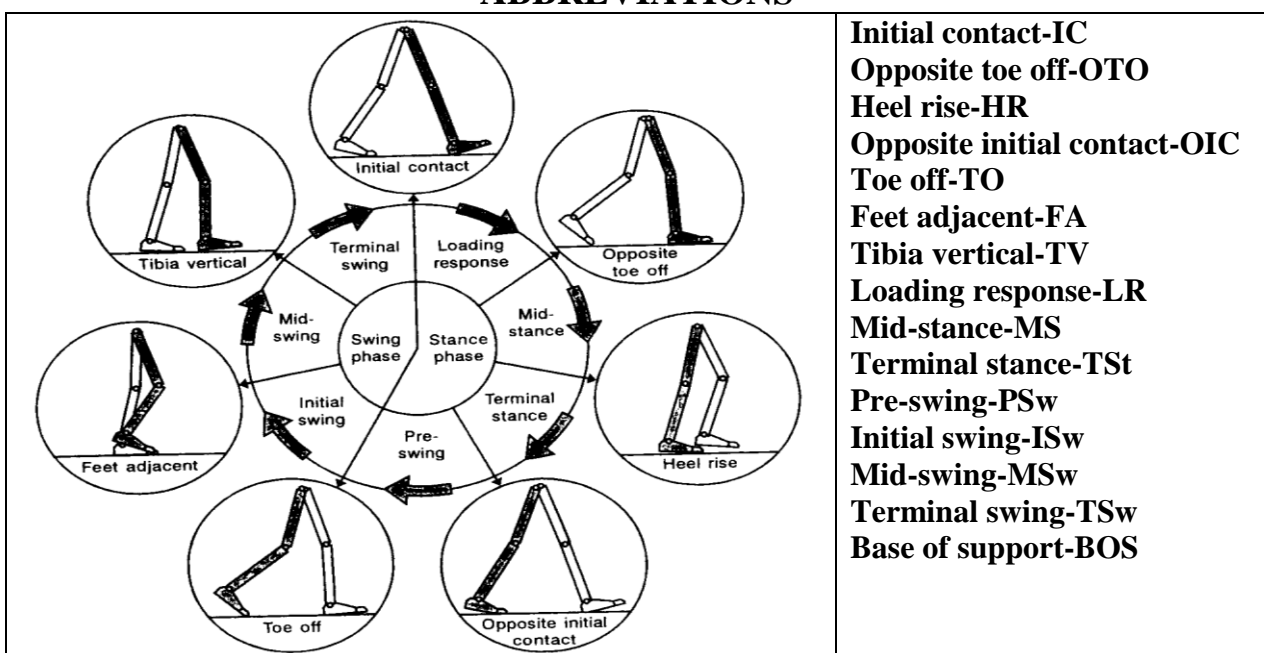 ABBREVIATIONS
Initial contact
Opposite
toe off
Heel rise
Opposite initial
contact
Toe off
Feet adjacent
Tibia vertical
Loading
response
Mid-
stance
Terminal
stance
Pre-
swing
Initial
swing
Mid-
swing
Terminal
swing
Swing
phase
Stance
phase
Initial contact-IC
Opposite toe off-OTO
Heel rise-HR
Opposite initial contact-OIC
Toe off-TO
Feet adjacent-FA
Tibia vertical-TV
Loading response-LR
Mid-stance-MS
Terminal stance-TSt
Pre-swing-PSw
Initial swing-ISw
Mid-swing-MSw
Terminal swing-TSw
Base of support-BOS